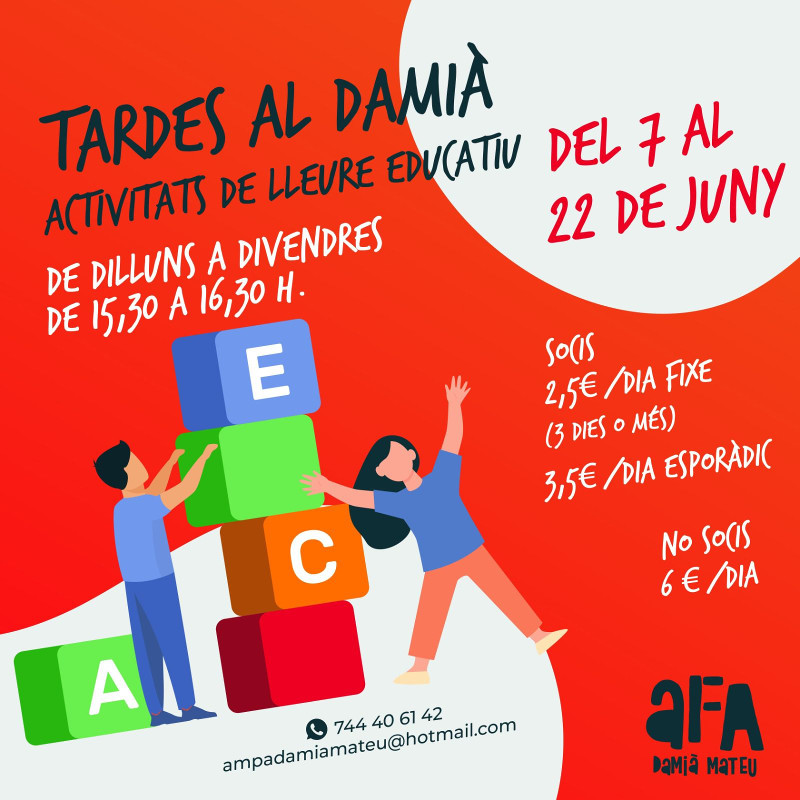 TARDES AL DAMIÀ
ACTIVITATS DE LLEURE EDUCATIU
DE DILLUNS A DIVENDRES
DE 15,30 A 16,30 H.
DEL 7 AL
22 DE JUNY
SOCIS
2,5€ /DIA FIXE
(3 DIES O MÉS)
3,5€ /DIA ESPORÀDIC
NO SOCIS
6 € /DIA
E
C
A
744 40 61 42
ampadamiamateu@hotmail.com
aFA
DAMIÀ MATEU